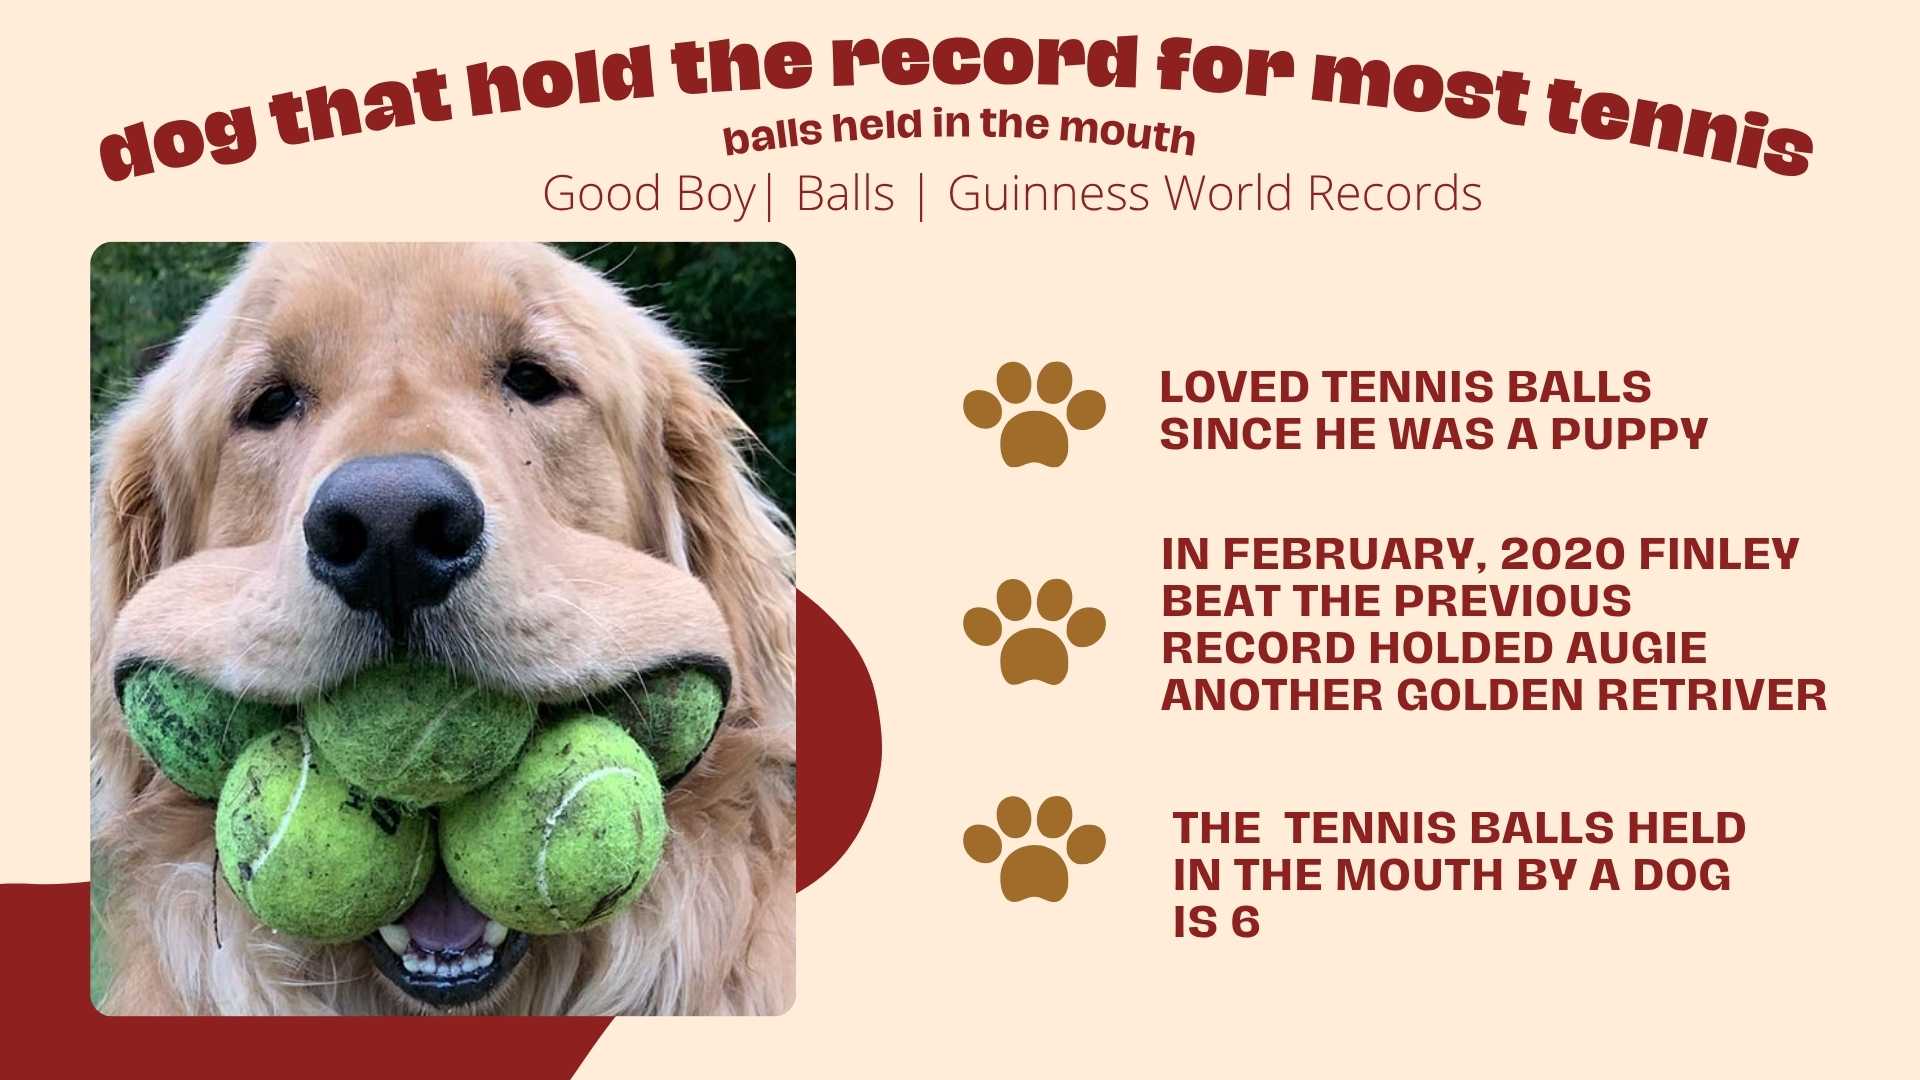 dog that hold the record for most tennis
balls held in the mouth
Good Boy| Balls | Guinness World Records
LOVED TENNIS BALLS
SINCE HE WAS A PUPPY
IN FEBRUARY, 2020 FINLEY
BEAT THE PREVIOUS
RECORD HOLDED AUGIE
ANOTHER GOLDEN RETRIVER
THE  TENNIS BALLS HELD
IN THE MOUTH BY A DOG
IS 6